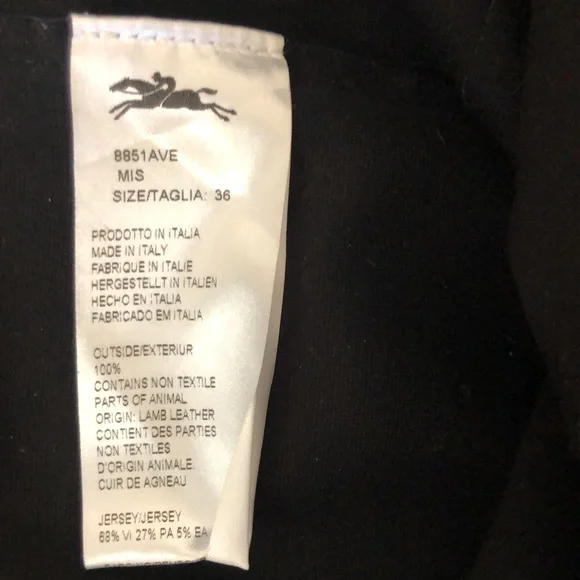 8851AVE
MIS
SIZE/TAGLIA: 36
PRODOTTO IN ITALIA
MADE IN ITALY
FABRIQUE IN ITALIE
HERGESTELLT IN ITALIEN
HECHO EN ITALIA
FABRICADO EM ITALIA
OUTSIDE/EXTERIUR
100%
CONTAINS NON TEXTILE
PARTS OF ANIMAL
ORIGIN: LAMB LEATHER
CONTIENT DES PARTIES
NON TEXTILES
D'ORIGIN ANIMALE.
CUIR DE AGNEAU
JERSEY/JERSEY
68% VI 27% PA 5% EA